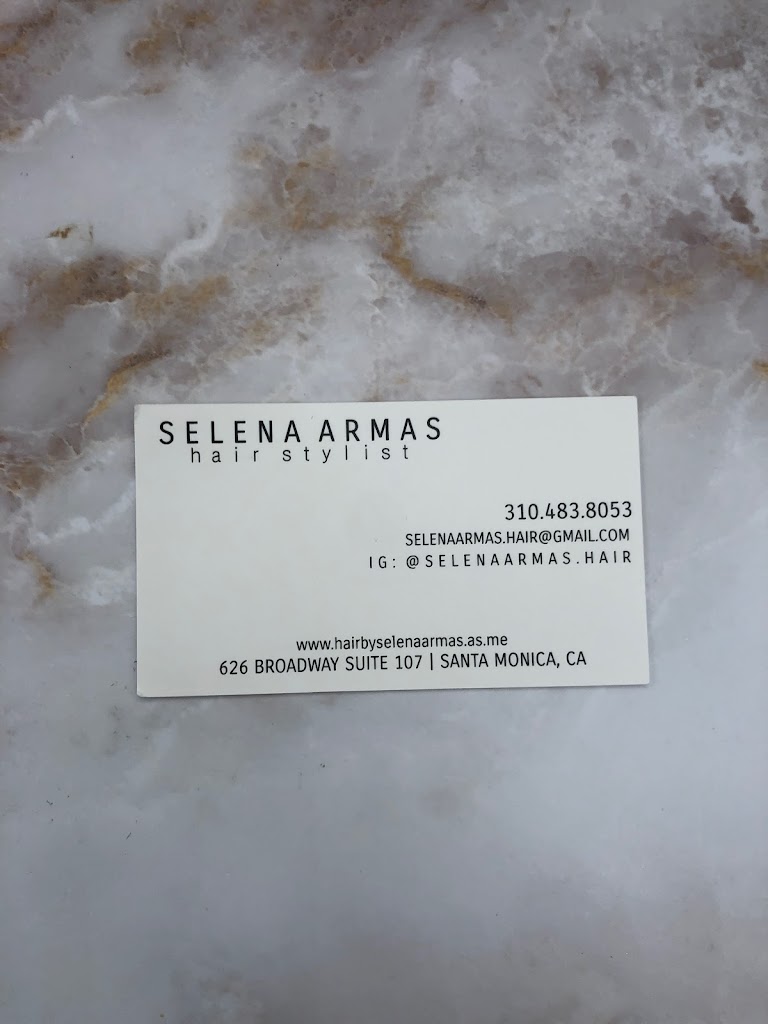 SELENA ARMAS
hair stylist
310.483.8053
SELENAARMAS.HAIR@GMAIL.COM
IG: @SELENAARMAS.HAIR
www.hairbyselenaarmas.as.me
626 BROADWAY SUITE 107 | SANTA MONICA, CA